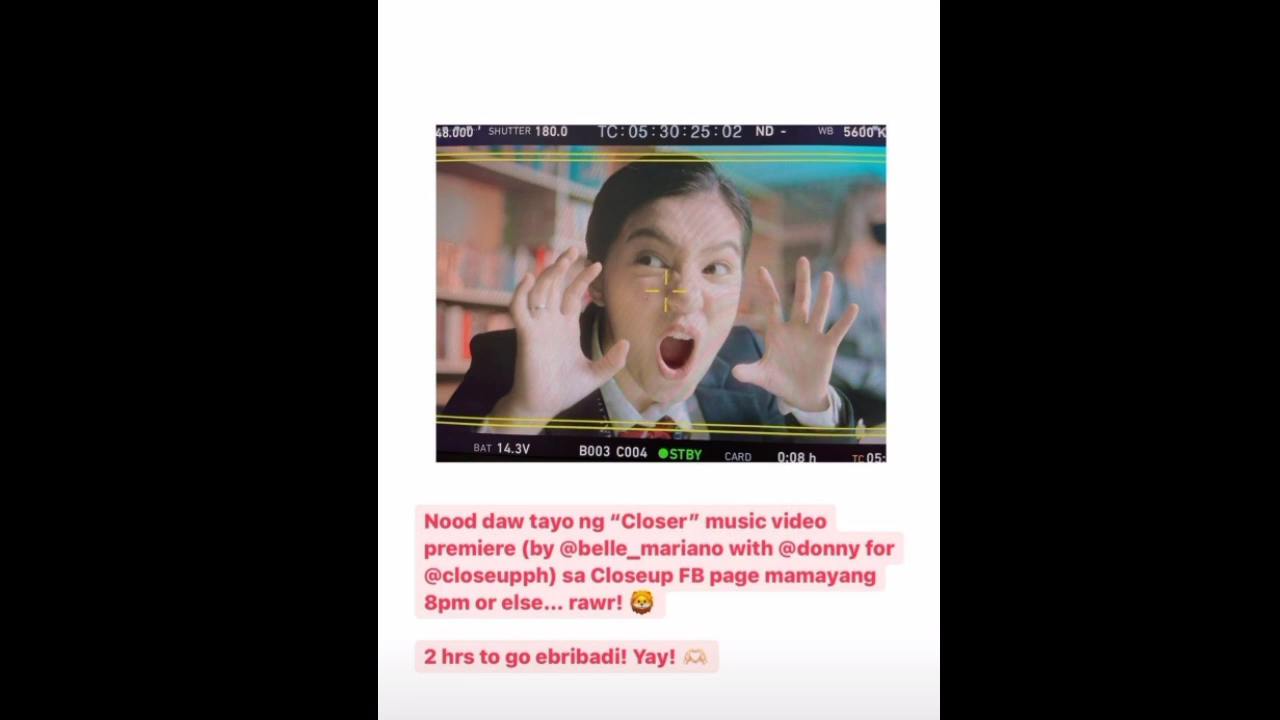 48.000 SHUTTER 180.0 TC:05:30:25:02 ND - WB 5600K
BAT 14.3V B003 C004 STBY CARD 0:08 h TC 05:
Nood daw tayo ng “Closer” music video
premiere (by @belle_mariano with @donny for
@closeupph) sa Closeup FB page mamayang
8pm or else... rawr! 🦁
2 hrs to go ebribadi! Yay! 🫶🏻